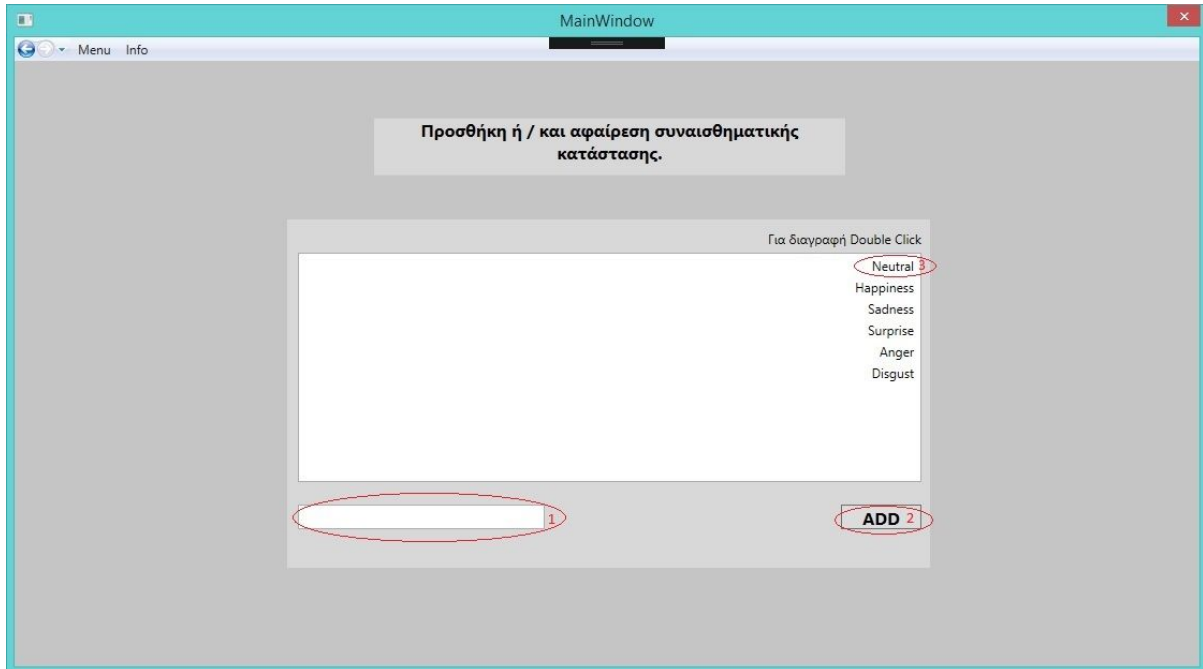 MainWindow
Menu Info
Προσθήκη ή / και αφαίρεση συναισθηματικής
κατάστασης.
Για διαγραφή Double Click
Neutral 3
Happiness
Sadness
Surprise
Anger
Disgust
1
ADD 2